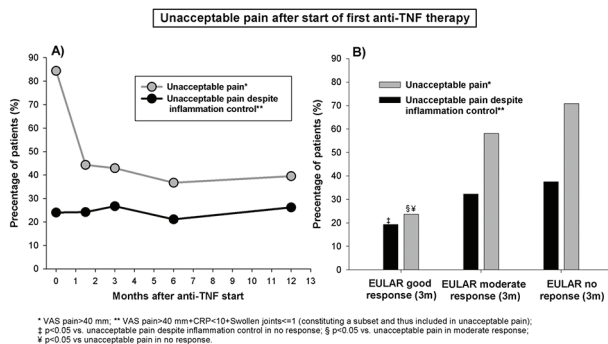 Unacceptable pain after start of first anti-TNF therapy
A)
Precentage of patients (%)
90
80
70
60
50
40
30
20
10
0
Unacceptable pain*
Unacceptable pain despite
inflammation control**
0 1 2 3 4 5 6 7 8 9 10 11 12 13
Months after anti-TNF start
B)
Precentage of patients (%)
90
80
70
60
50
40
30
20
10
0
Unacceptable pain*
Unacceptable pain despite
inflammation control**
‡
§ ¥
EULAR good
response (3m)
EULAR moderate
response (3m)
EULAR no
reponse (3m)
* VAS pain>40 mm; ** VAS pain>40 mm+CRP<10+Swollen joints<=1 (constituting a subset and thus included in unacceptable pain);
‡ p<0.05 vs. unacceptable pain despite inflammation control in no response; § p<0.05 vs. unacceptable pain in moderate response;
¥ p<0.05 vs unacceptable pain in no response.